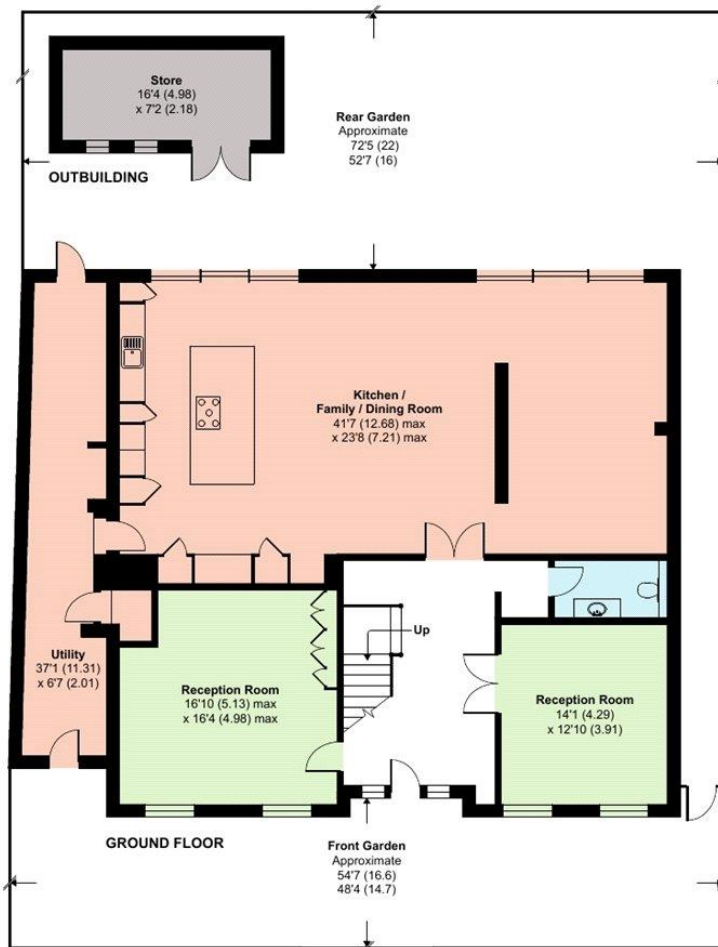 Store
16'4 (4.98)
x 7'2 (2.18)
Rear Garden
Approximate
72'5 (22)
52'7 (16)
OUTBUILDING
Kitchen /
Family / Dining Room
41'7 (12.68) max
x 23'8 (7.21) max
Up
Utility
37'1 (11.31)
x 6'7 (2.01)
Reception Room
16'10 (5.13) max
x 16'4 (4.98) max
Reception Room
14'1 (4.29)
x 12'10 (3.91)
GROUND FLOOR
Front Garden
Approximate
54'7 (16.6)
48'4 (14.7)